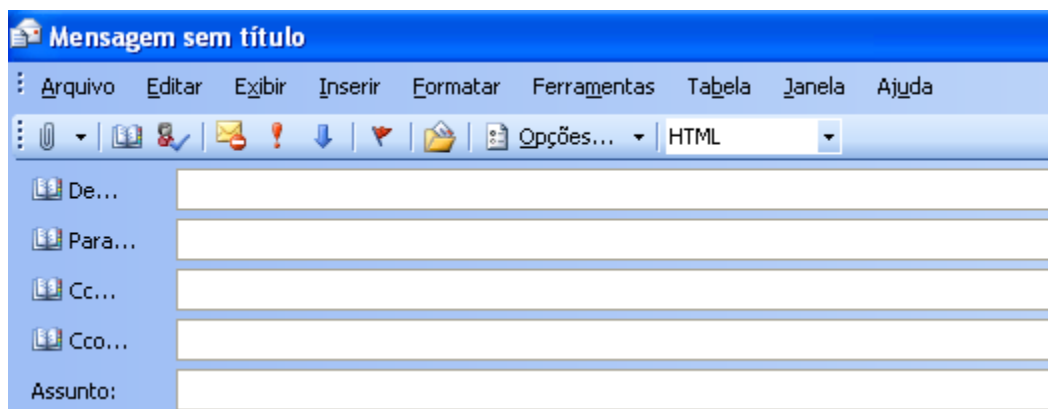 Mensagem sem título
Arquivo Editar Exibir Inserir Formatar Ferramentas Tabela Janela Ajuda
Opções... HTML
De...
Para...
Cc...
Cco...
Assunto: